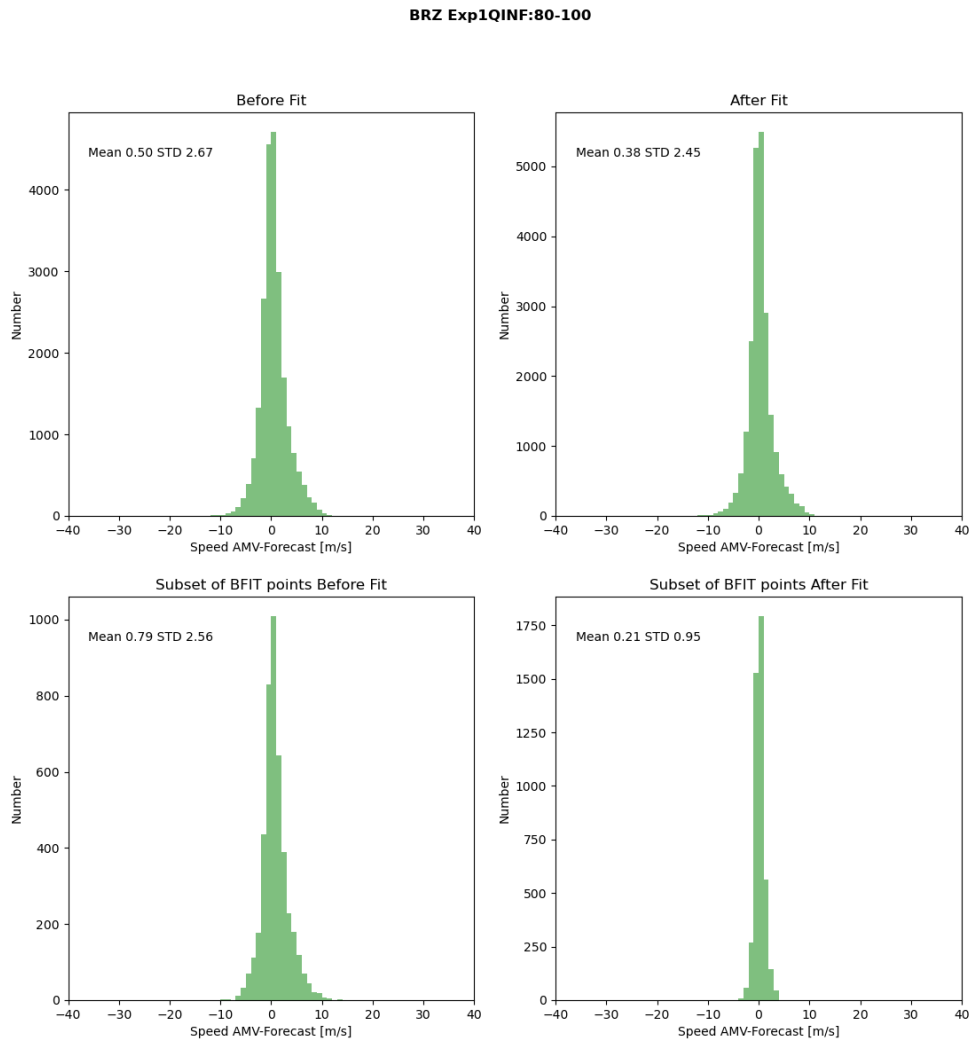 BRZ Exp1QINF:80-100
Before Fit
Mean 0.50 STD 2.67
Number
4000
3000
2000
1000
0
−40 −30 −20 −10 0 10 20 30 40
Speed AMV-Forecast [m/s]
After Fit
Mean 0.38 STD 2.45
Number
5000
4000
3000
2000
1000
0
−40 −30 −20 −10 0 10 20 30 40
Speed AMV-Forecast [m/s]
Subset of BFIT points Before Fit
Mean 0.79 STD 2.56
Number
1000
800
600
400
200
0
−40 −30 −20 −10 0 10 20 30 40
Speed AMV-Forecast [m/s]
Subset of BFIT points After Fit
Mean 0.21 STD 0.95
Number
1750
1500
1250
1000
750
500
250
0
−40 −30 −20 −10 0 10 20 30 40
Speed AMV-Forecast [m/s]